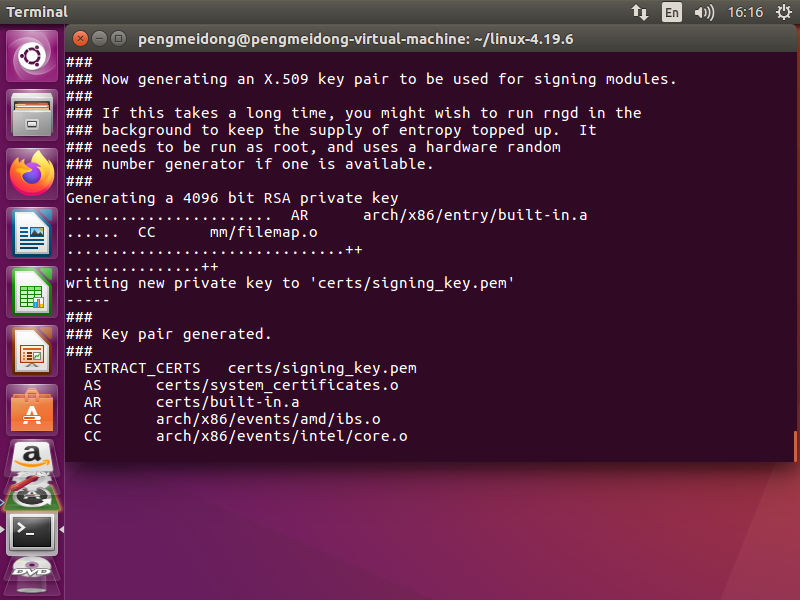 Terminal
En
16:16
pengmeidong@pengmeidong-virtual-machine: ~/linux-4.19.6
###
### Now generating an X.509 key pair to be used for signing modules.
###
### If this takes a long time, you might wish to run rngd in the
### background to keep the supply of entropy topped up.  It
### needs to be run as root, and uses a hardware random
### number generator if one is available.
###
Generating a 4096 bit RSA private key
.......................  AR      arch/x86/entry/built-in.a
......  CC      mm/filemap.o
...............................++
...............++
writing new private key to 'certs/signing_key.pem'
-----
###
### Key pair generated.
###
  EXTRACT_CERTS   certs/signing_key.pem
  AS      certs/system_certificates.o
  AR      certs/built-in.a
  CC      arch/x86/events/amd/ibs.o
  CC      arch/x86/events/intel/core.o
A
a
>_
DVD